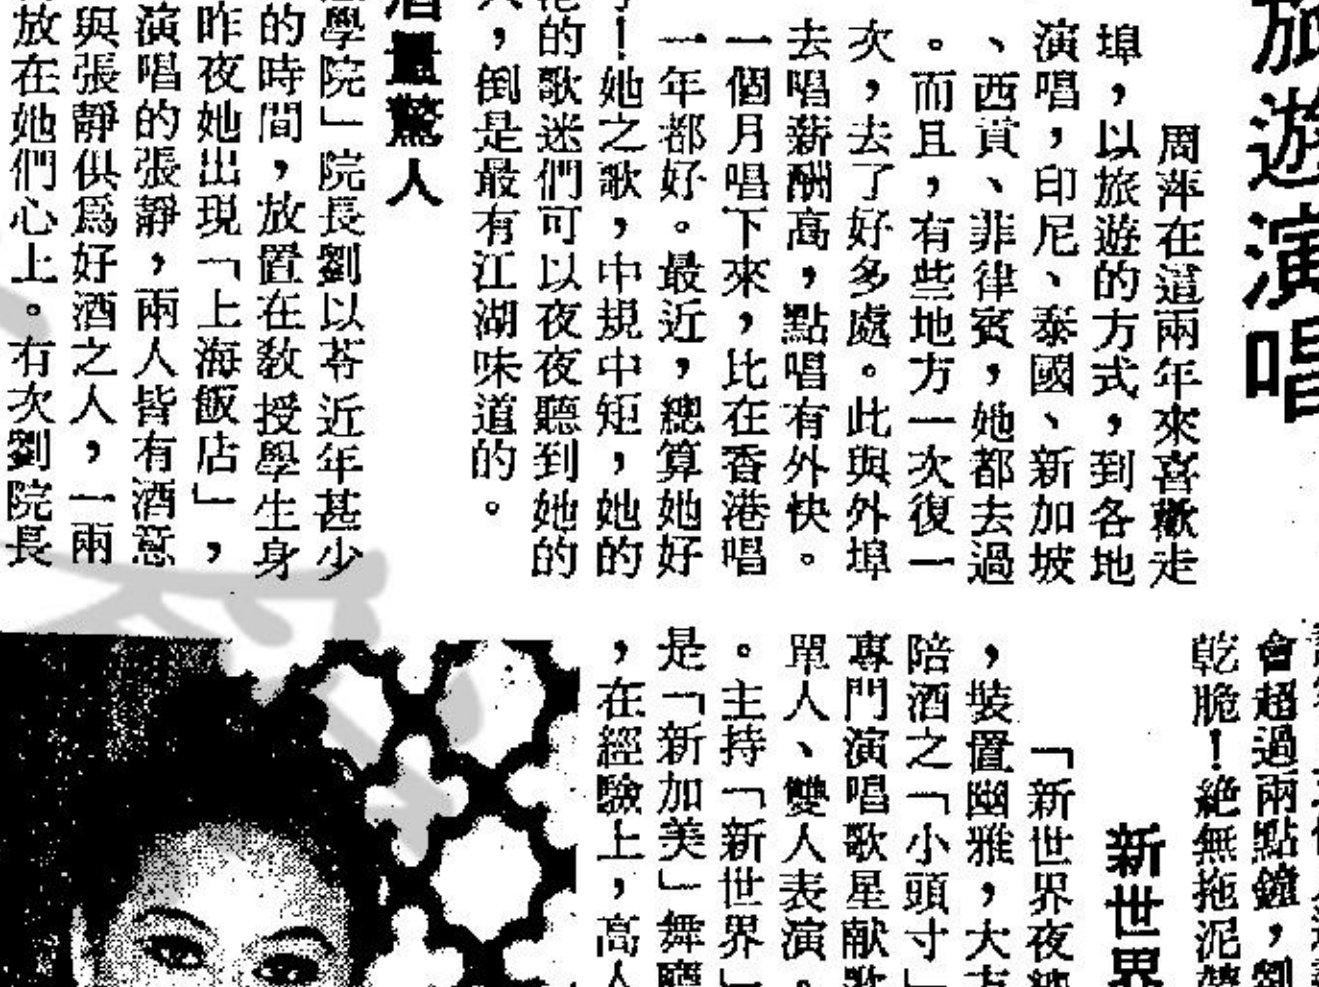 旅遊演唱
周萍在這兩年來喜歡走
埠，以旅遊的方式，到各地
演唱，印尼、泰國、新加坡
、西貢、菲律賓，她都去過
。而且，有些地方一次復一
次，去了好多處。此與外埠
去唱薪酬高，點唱有外快。
一個月唱下來，比在香港唱
一年都好。最近，總算她好
！她之歌，中規中矩，她的
的歌迷們可以夜夜聽到她的
，倒是最有江湖味道的。
酒量驚人
學院」院長劉以苓近年甚少
的時間，放置在教授學生身
昨夜她出現「上海飯店」，
演唱的張靜，兩人皆有酒意
與張靜俱爲好酒之人，一兩
放在她們心上。有次劉院長
會超過兩點鐘，劉
乾脆！絕無拖泥帶
新世界
「新世界夜總
，裝置幽雅，大方
陪酒之「小頭寸」
專門演唱歌星献歌
單人、雙人表演。
。主持「新世界」
是「新加美」舞廳
，在經驗上，高人